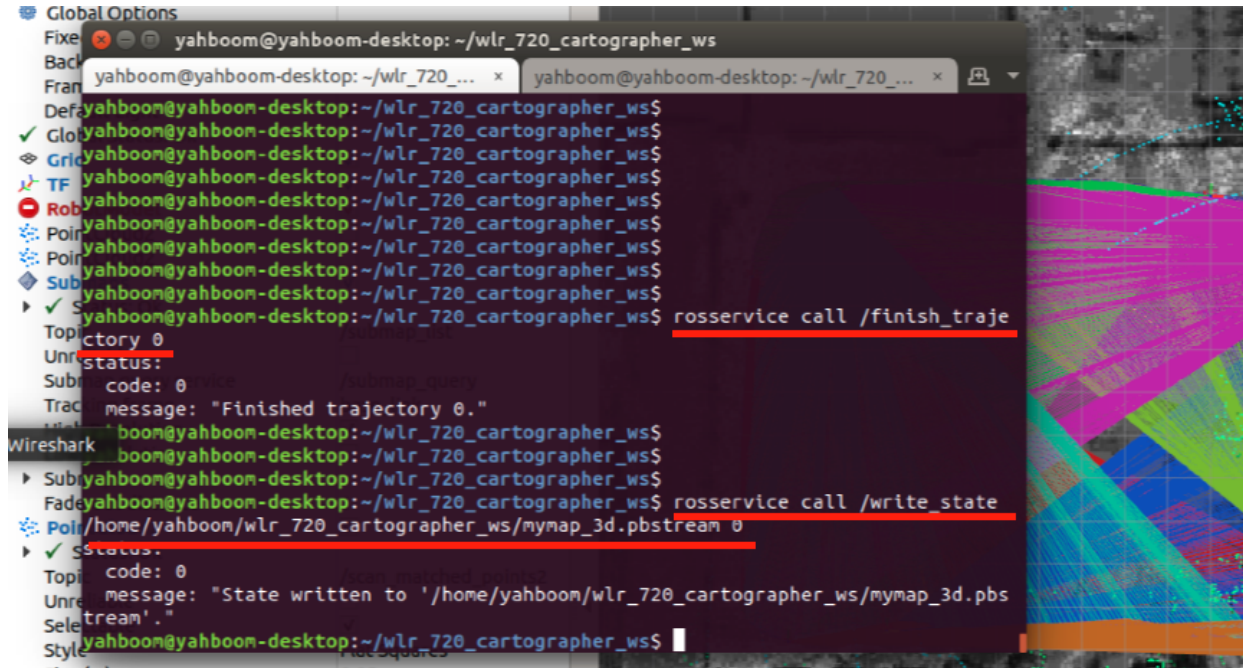 Global Options
Fixe
yahboom@yahboom-desktop: ~/wlr_720_cartographer_ws
Back
yahboom@yahboom-desktop: ~/wlr_720_... ×
yahboom@yahboom-desktop: ~/wlr_720_... ×
Fran
Defa
yahboom@yahboom-desktop:~/wlr_720_cartographer_ws$
Glob
yahboom@yahboom-desktop:~/wlr_720_cartographer_ws$
Grid
yahboom@yahboom-desktop:~/wlr_720_cartographer_ws$
TF
yahboom@yahboom-desktop:~/wlr_720_cartographer_ws$
Rob
yahboom@yahboom-desktop:~/wlr_720_cartographer_ws$
Poin
yahboom@yahboom-desktop:~/wlr_720_cartographer_ws$
Poin
yahboom@yahboom-desktop:~/wlr_720_cartographer_ws$
Sub
yahboom@yahboom-desktop:~/wlr_720_cartographer_ws$
S
yahboom@yahboom-desktop:~/wlr_720_cartographer_ws$
yahboom@yahboom-desktop:~/wlr_720_cartographer_ws$ rosservice call /finish_traje
Topi
ctory 0
/submap_list
Unre
status:
Subm
code: 0
/submap_query
Trac
message: "Finished trajectory 0."
yahboom@yahboom-desktop:~/wlr_720_cartographer_ws$
Wireshark
boom@yahboom-desktop:~/wlr_720_cartographer_ws$
Subm
yahboom@yahboom-desktop:~/wlr_720_cartographer_ws$
Fade
yahboom@yahboom-desktop:~/wlr_720_cartographer_ws$ rosservice call /write_state
Poin
/home/yahboom/wlr_720_cartographer_ws/mymap_3d.pbstream 0
S
status:
Topi
code: 0
/scan_matched_points2
Unre
message: "State written to '/home/yahboom/wlr_720_cartographer_ws/mymap_3d.pbs
Sele
tream'."
Style
yahboom@yahboom-desktop:~/wlr_720_cartographer_ws$
Flat Squares